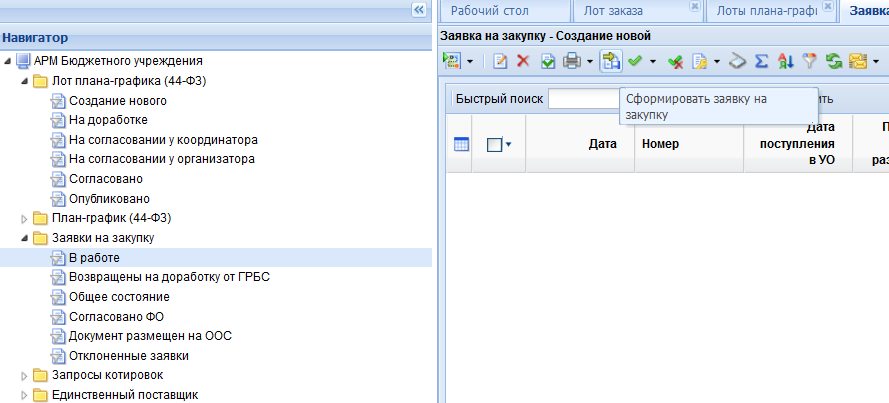 Рабочий стол
Лот заказа
Лоты плана-графи
Заявка
Навигатор
Заявка на закупку - Создание новой
АРМ Бюджетного учреждения
Лот плана-графика (44-ФЗ)
Создание нового
На доработке
На согласовании у координатора
На согласовании у организатора
Согласовано
Опубликовано
План-график (44-ФЗ)
Заявки на закупку
В работе
Возвращены на доработку от ГРБС
Общее состояние
Согласовано ФО
Документ размещен на ООС
Отклоненные заявки
Запросы котировок
Единственный поставщик
Быстрый поиск
Сформировать заявку на
закупку
ить
Дата
Номер
Дата
поступления
в УО
П
раз